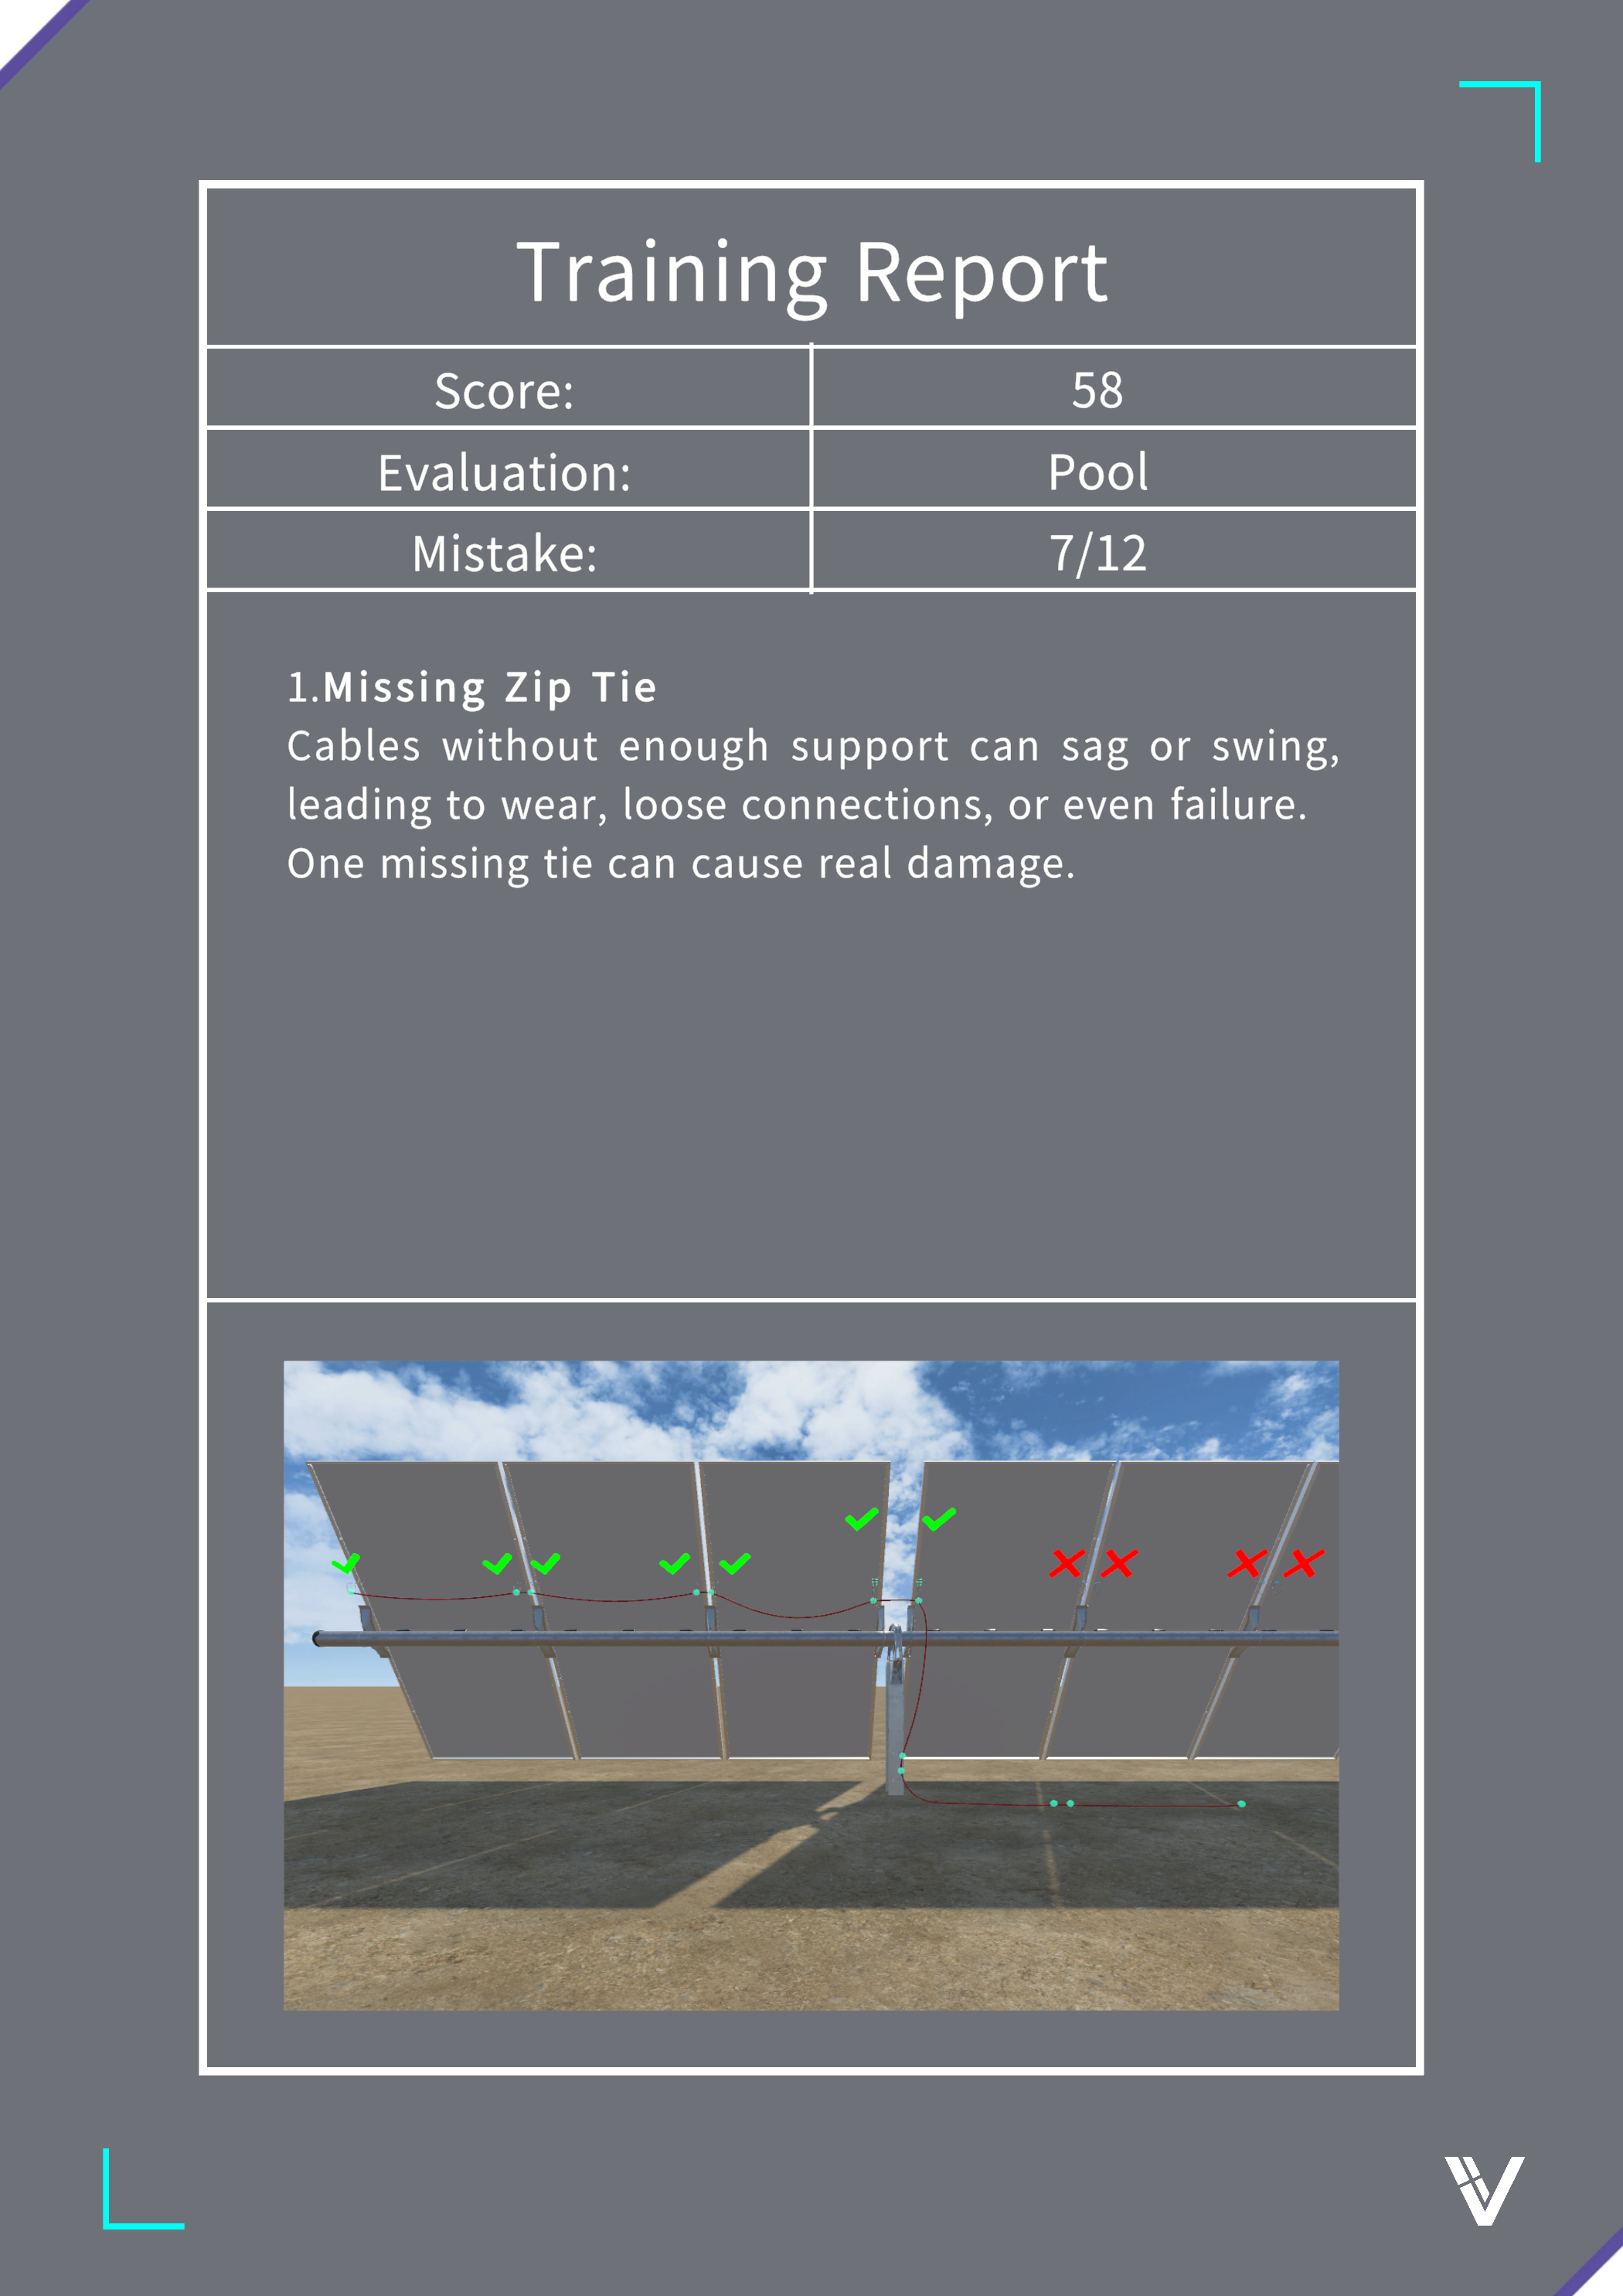 Training Report
Score: 58
Evaluation: Pool
Mistake: 7/12
1.Missing Zip Tie
Cables without enough support can sag or swing,
leading to wear, loose connections, or even failure.
One missing tie can cause real damage.